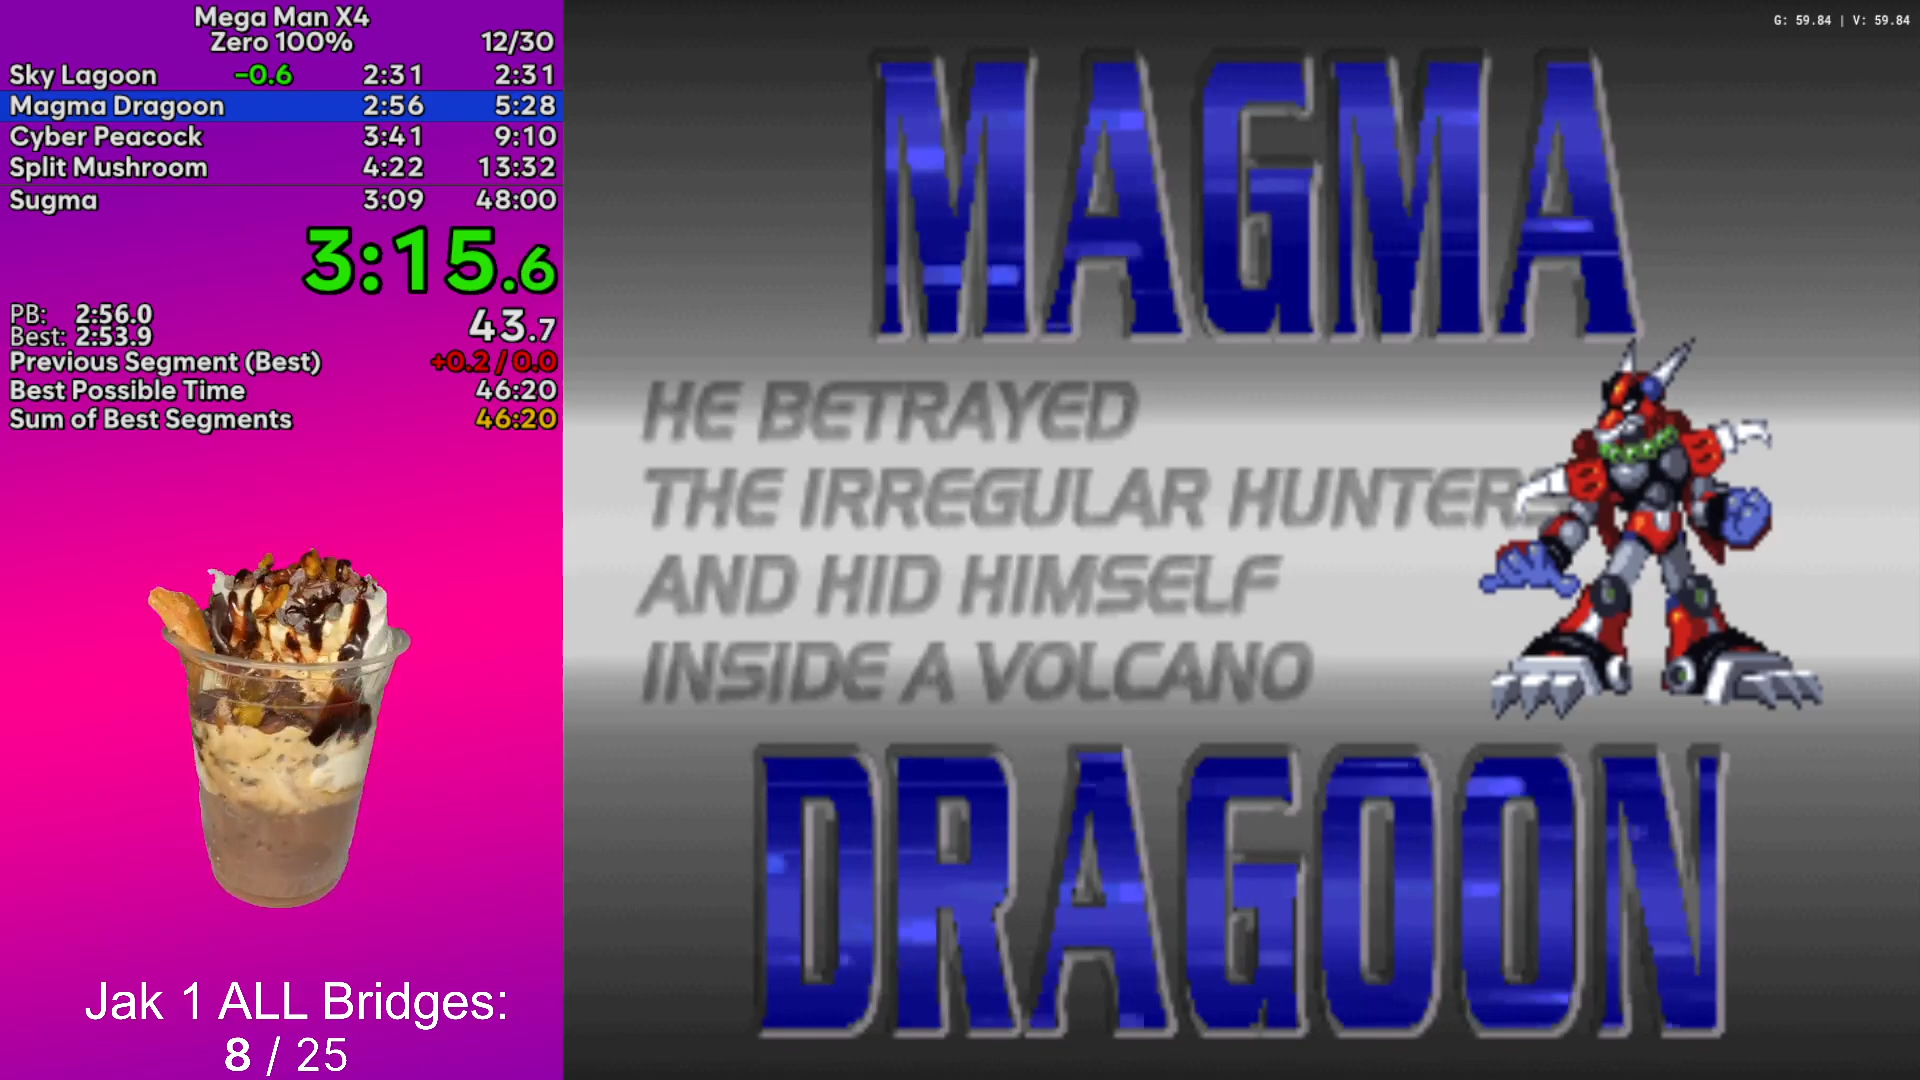 Mega Man X4
Zero 100% 12/30
Sky Lagoon -0.6 2:31 2:31
Magma Dragoon 2:56 5:28
Cyber Peacock 3:41 9:10
Split Mushroom 4:22 13:32
Sugma 3:09 48:00
3:15.6
PB: 2:56.0
Best: 2:53.9
43.7
Previous Segment (Best) +0.2 / 0.0
Best Possible Time 46:20
Sum of Best Segments 46:20
Jak 1 ALL Bridges:
8 / 25
G: 59.84 | V: 59.84
MAGMA
HE BETRAYED
THE IRREGULAR HUNTERS
AND HID HIMSELF
INSIDE A VOLCANO
DRAGOON